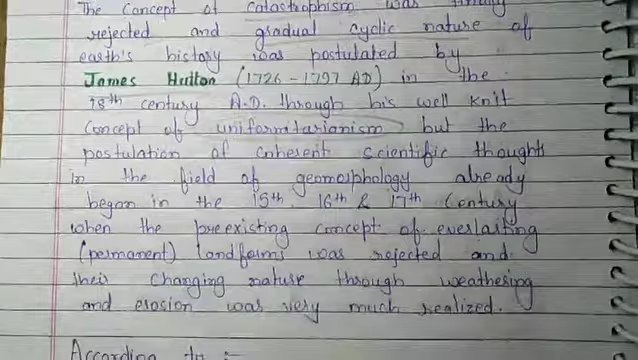 The concept of catastrophism was finally
rejected and gradual cyclic nature of
earth's history was postulated by
James Hutton (1726-1797 AD) in the
18th century A.D. through his well knit
concept of uniformitarianism but the
postulation of coherent scientific thoughts
in the field of geomorphology already
began in the 15th, 16th & 17th Century
when the preexisting concept of everlasting
(permanent) landforms was rejected and
their changing nature through weathering
and erosion was very much realized.
According to :-